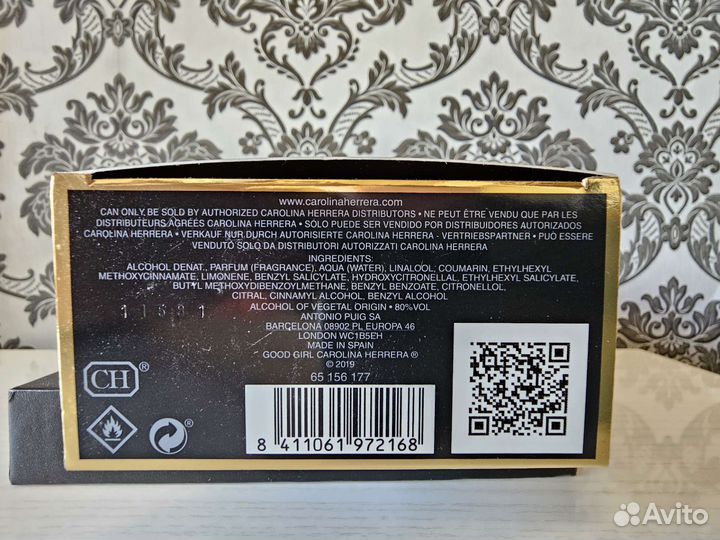 www.carolinaherrera.com
CAN ONLY BE SOLD BY AUTHORIZED CAROLINA HERRERA DISTRIBUTORS • NE PEUT ÊTRE VENDU QUE PAR LES
DISTRIBUTEURS AGRÉÉS CAROLINA HERRERA • SOLO PUEDE SER VENDIDO POR DISTRIBUIDORES AUTORIZADOS
CAROLINA HERRERA • VERKAUF NUR DURCH AUTORISIERTE CAROLINA HERRERA - VERTRIEBSPARTNER • PUÒ ESSERE
VENDUTO SOLO DA DISTRIBUTORI AUTORIZZATI CAROLINA HERRERA
INGREDIENTS:
ALCOHOL DENAT., PARFUM (FRAGRANCE), AQUA (WATER), LINALOOL, COUMARIN, ETHYLHEXYL
METHOXYCINNAMATE, LIMONENE, BENZYL SALICYLATE, HYDROXYCITRONELLAL, ETHYLHEXYL SALICYLATE,
BUTYL METHOXYDIBENZOYLMETHANE, BENZYL BENZOATE, CITRONELLOL,
CITRAL, CINNAMYL ALCOHOL, BENZYL ALCOHOL
ALCOHOL OF VEGETAL ORIGIN • 80%VOL
ANTONIO PUIG SA
BARCELONA 08902 PL EUROPA 46
LONDON WC1B5EH
MADE IN SPAIN
GOOD GIRL CAROLINA HERRERA ®
© 2019
65 156 177
CH®
®
8 411061 972168
Avito